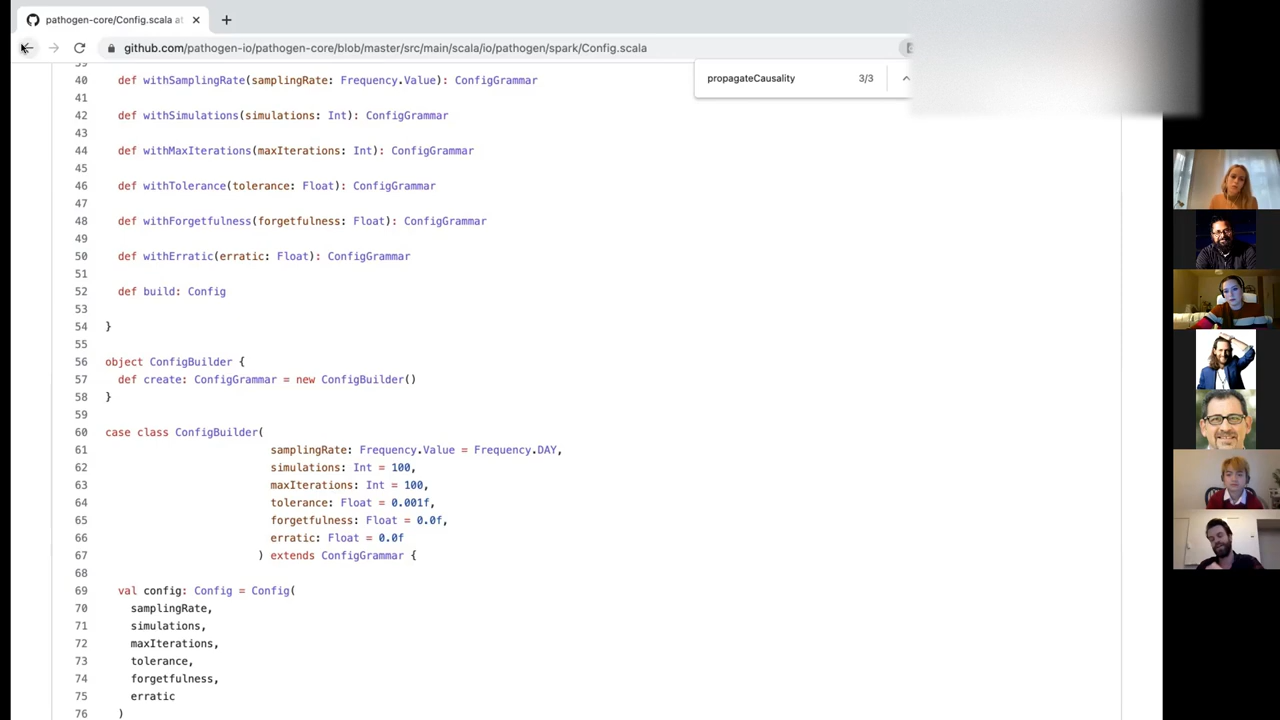 pathogen-core/Config.scala at
github.com/pathogen-io/pathogen-core/blob/master/src/main/scala/io/pathogen/spark/Config.scala
propagateCausality 3/3
39
40 def withSamplingRate(samplingRate: Frequency.Value): ConfigGrammar
41
42 def withSimulations(simulations: Int): ConfigGrammar
43
44 def withMaxIterations(maxIterations: Int): ConfigGrammar
45
46 def withTolerance(tolerance: Float): ConfigGrammar
47
48 def withForgetfulness(forgetfulness: Float): ConfigGrammar
49
50 def withErratic(erratic: Float): ConfigGrammar
51
52 def build: Config
53
54 }
55
56 object ConfigBuilder {
57 def create: ConfigGrammar = new ConfigBuilder()
58 }
59
60 case class ConfigBuilder(
61 samplingRate: Frequency.Value = Frequency.DAY,
62 simulations: Int = 100,
63 maxIterations: Int = 100,
64 tolerance: Float = 0.001f,
65 forgetfulness: Float = 0.0f,
66 erratic: Float = 0.0f
67 ) extends ConfigGrammar {
68
69 val config: Config = Config(
70 samplingRate,
71 simulations,
72 maxIterations,
73 tolerance,
74 forgetfulness,
75 erratic
76 )